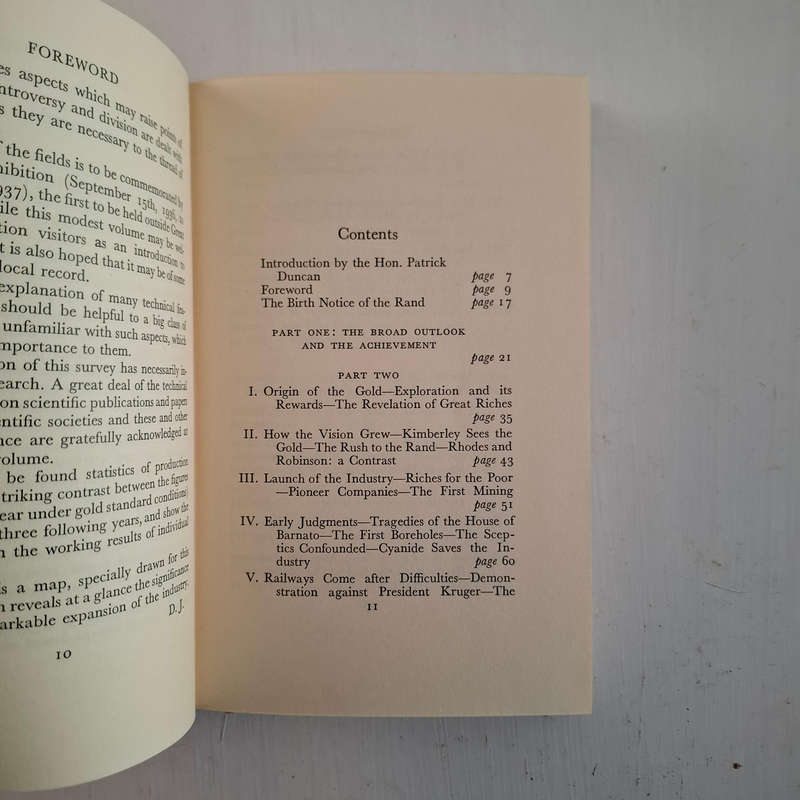 FOREWORD
es aspects which may raise points of
ntroversy and division are dealt with
s they are necessary to the thread of
the fields is to be commemorated by
hibition (September 15th, 1936, to
937), the first to be held outside Great
ile this modest volume may be wel-
tion visitors as an introduction to
t is also hoped that it may be of some
local record.
explanation of many technical
should be helpful to a big class of
unfamiliar with such aspects, which
mportance to them.
on of this survey has necessarily in-
earch. A great deal of the technical
on scientific publications and papers
entific societies and these and other
nce are gratefully acknowledged at
volume.
be found statistics of production
triking contrast between the figures
ear under gold standard conditions)
three following years, and show the
n the working results of individual
s a map, specially drawn for this
n reveals at a glance the significance
arkable expansion of the industry.
D. J.
10
Contents
Introduction by the Hon. Patrick
Duncan page 7
Foreword page 9
The Birth Notice of the Rand page 17
PART ONE: THE BROAD OUTLOOK
AND THE ACHIEVEMENT
page 21
PART TWO
I. Origin of the Gold—Exploration and its
Rewards—The Revelation of Great Riches
page 35
II. How the Vision Grew—Kimberley Sees the
Gold—The Rush to the Rand—Rhodes and
Robinson: a Contrast page 43
III. Launch of the Industry—Riches for the Poor
—Pioneer Companies—The First Mining
page 51
IV. Early Judgments—Tragedies of the House of
Barnato—The First Boreholes—The Scep-
tics Confounded—Cyanide Saves the In-
dustry page 60
V. Railways Come after Difficulties—Demon-
stration against President Kruger—The
11